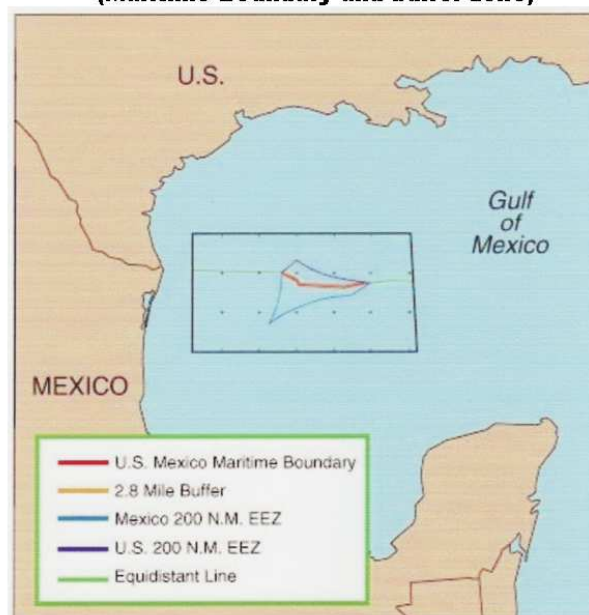 U.S.
Gulf
of
Mexico
MEXICO
U.S. Mexico Maritime Boundary
2.8 Mile Buffer
Mexico 200 N.M. EEZ
U.S. 200 N.M. EEZ
Equidistant Line